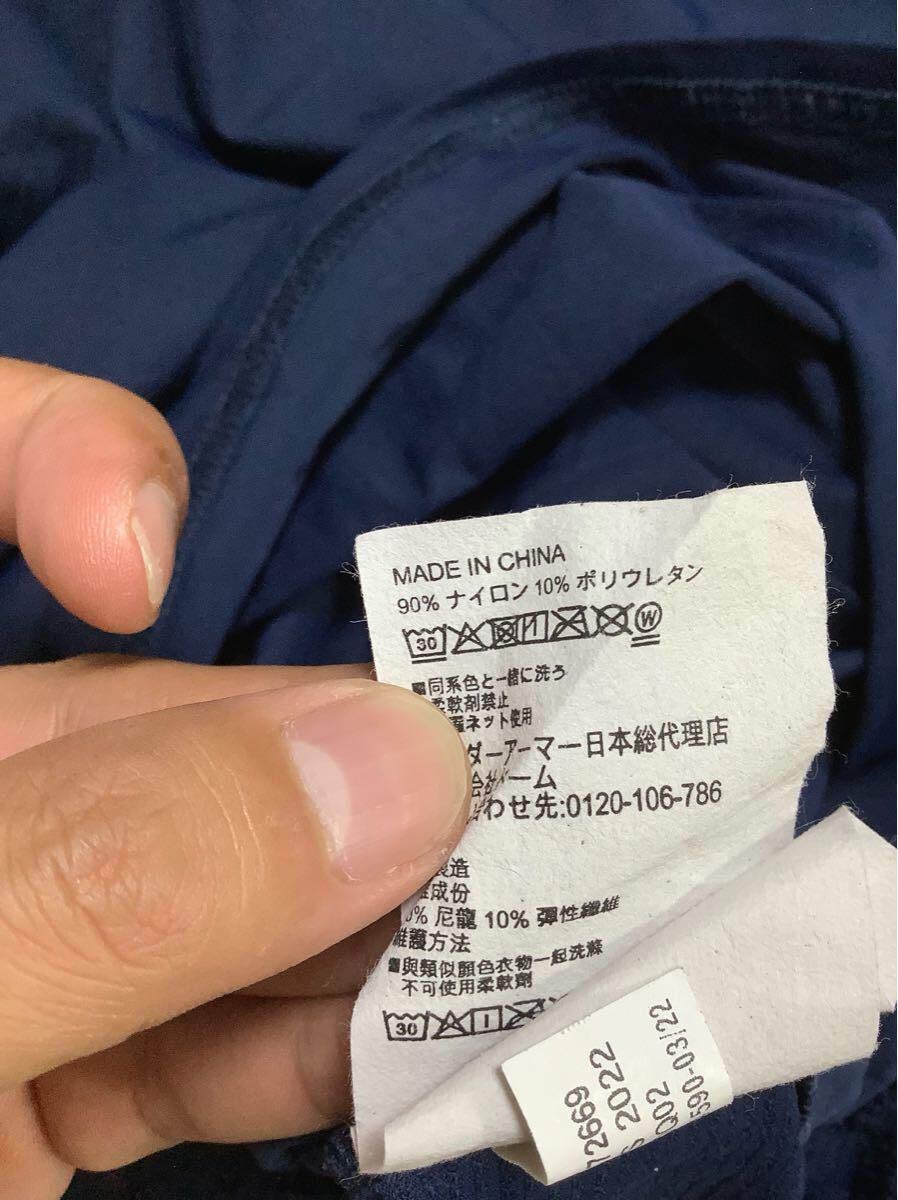 MADE IN CHINA
90% ナイロン 10% ポリウレタン
30 W
同系色と一緒に洗う
柔軟剤禁止
ネット使用
ダーアーマー日本総代理店
会社ドーム
わせ先:0120-106-786
製造
成份
% 尼龍 10% 彈性纖維
維護方法
與類似顏色衣物一起洗滌
不可使用柔軟劑
30
2669
2022
Q02
590-03/22